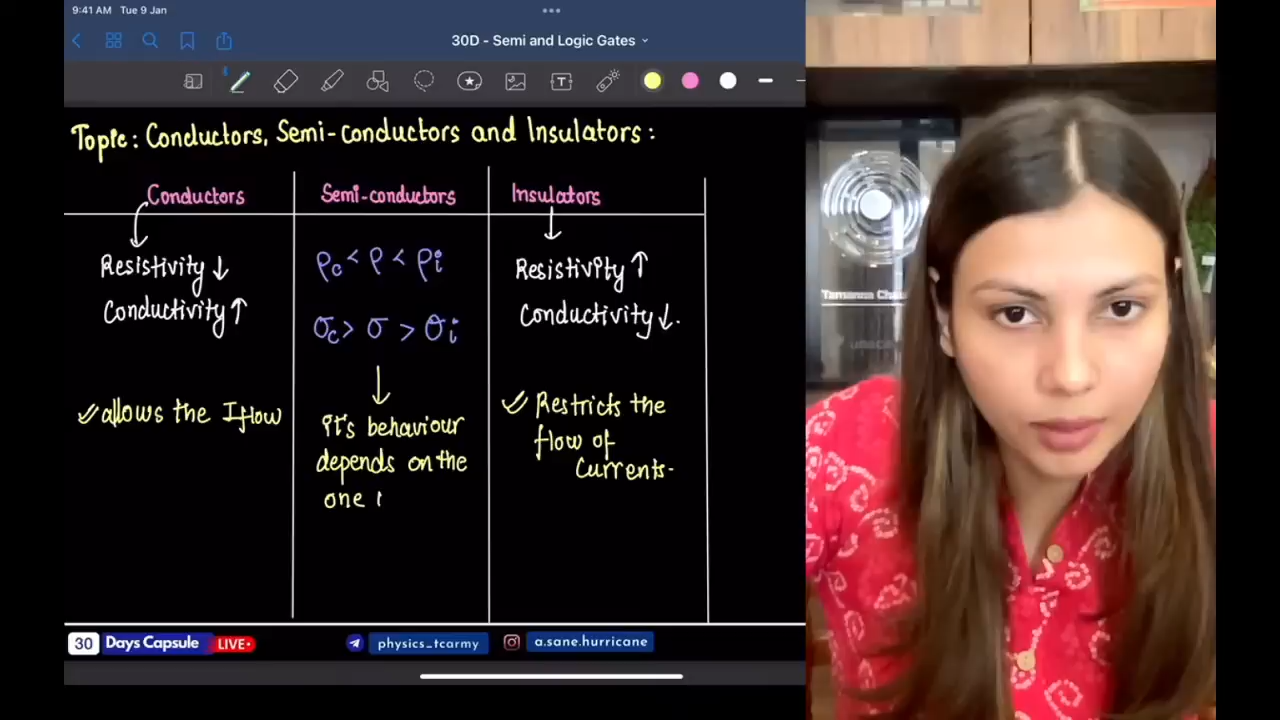 9:41 AM Tue 9 Jan
30D - Semi and Logic Gates
Topic: Conductors, Semi-conductors and Insulators:
Conductors
Semi-conductors
Insulators
Resistivity ↓
Conductivity ↑
ρc < ρ < ρi
σc > σ > σi
Resistivity ↑
Conductivity ↓.
allows the I flow
It's behaviour
depends on the
one
Restricts the
flow of
Currents.
30 Days Capsule LIVE
physics_tcarmy
a.sane.hurricane